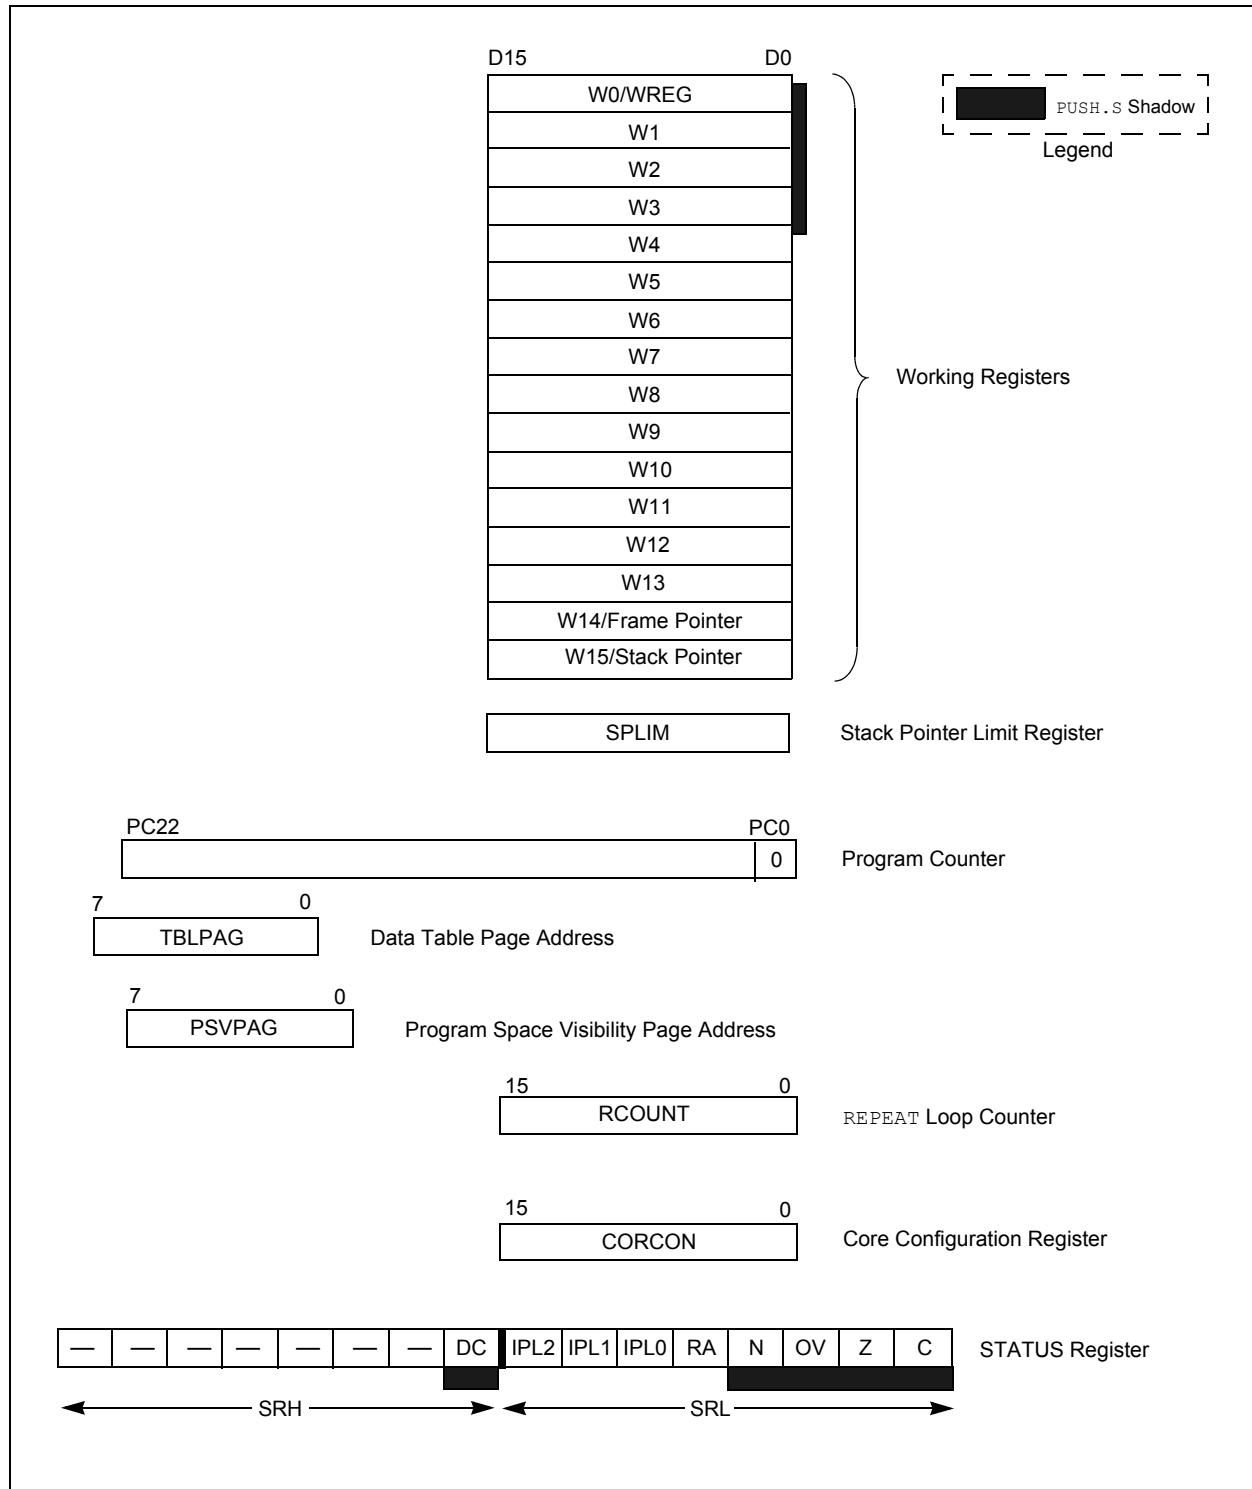 D15 D0
W0/WREG
W1
W2
W3
W4
W5
W6
W7
W8
W9
W10
W11
W12
W13
W14/Frame Pointer
W15/Stack Pointer
PUSH.S Shadow
Legend
Working Registers
SPLIM Stack Pointer Limit Register
PC22 PC0
0 Program Counter
7 0
TBLPAG Data Table Page Address
7 0
PSVPAG Program Space Visibility Page Address
15 0
RCOUNT REPEAT Loop Counter
15 0
CORCON Core Configuration Register
— — — — — — — DC IPL2 IPL1 IPL0 RA N OV Z C STATUS Register
SRH SRL